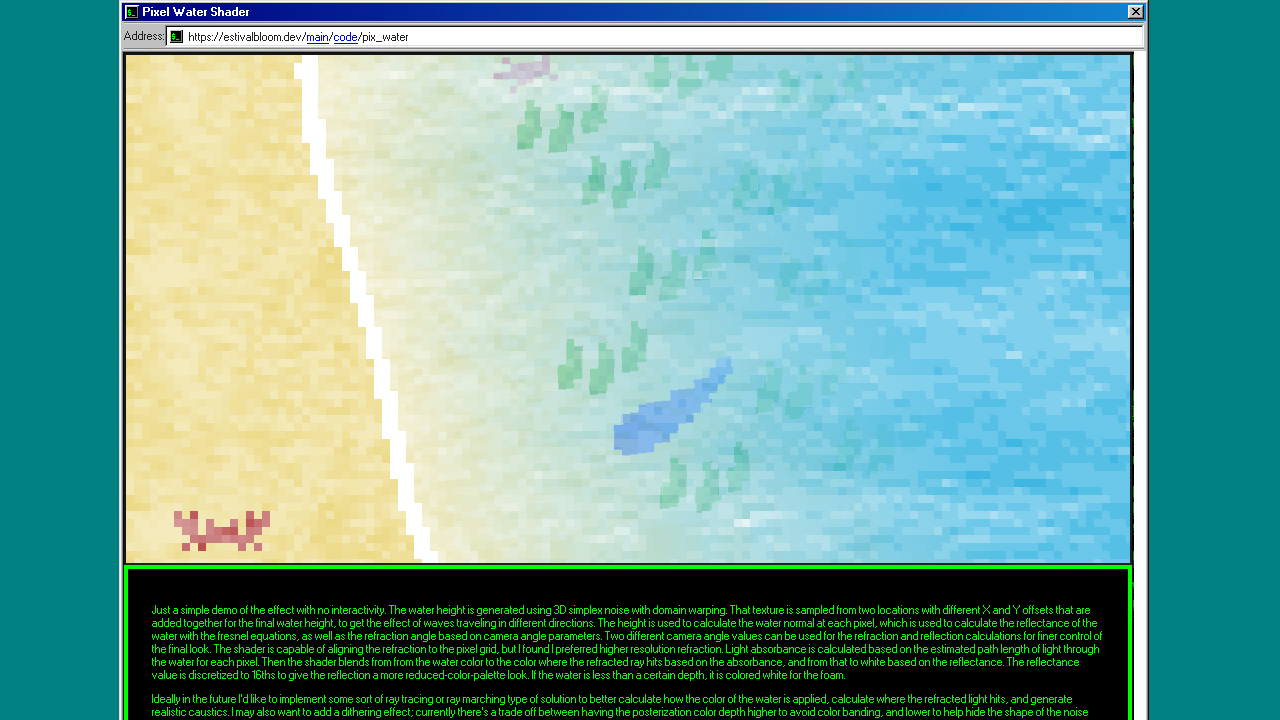 Pixel Water Shader
Address: https://estivalbloom.dev/main/code/pix_water
Just a simple demo of the effect with no interactivity. The water height is generated using 3D simplex noise with domain warping. That texture is sampled from two locations with different X and Y offsets that are
added together for the final water height, to get the effect of waves traveling in different directions. The height is used to calculate the water normal at each pixel, which is used to calculate the reflectance of the
water with the fresnel equations, as well as the refraction angle based on camera angle parameters. Two different camera angle values can be used for the refraction and reflection calculations for finer control of
the final look. The shader is capable of aligning the refraction to the pixel grid, but I found I preferred higher resolution refraction. Light absorbance is calculated based on the estimated path length of light through
the water for each pixel. Then the shader blends from from the water color to the color where the refracted ray hits based on the absorbance, and from that to white based on the reflectance. The reflectance
value is discretized to 16ths to give the reflection a more reduced-color-palette look. If the water is less than a certain depth, it is colored white for the foam.
Ideally in the future I'd like to implement some sort of ray tracing or ray marching type of solution to better calculate how the color of the water is applied, calculate where the refracted light hits, and generate
realistic caustics. I may also want to add a dithering effect; currently there's a trade off between having the posterization color depth higher to avoid color banding, and lower to help hide the shape of the noise